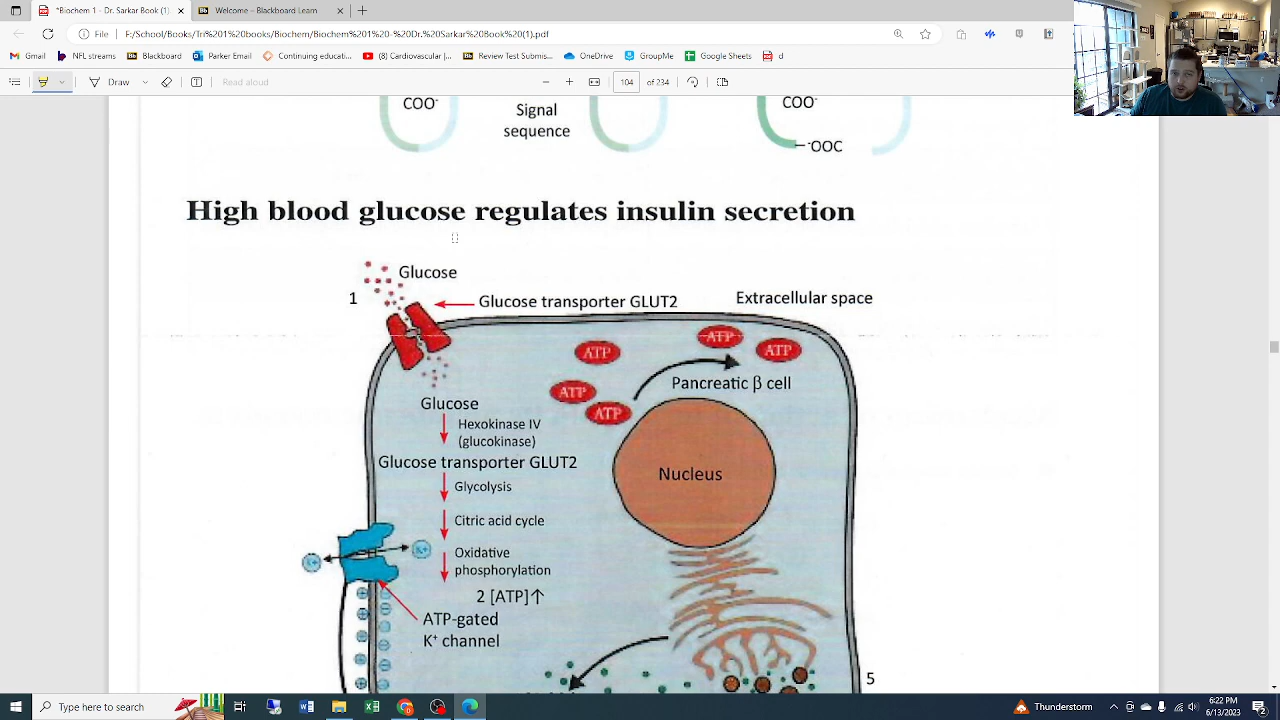 *Biochem 1 - Dr. Sarkar Book (1).
Welcome – Blackboard Learn
File
F:/School/Books/Tri%201%20books/Biochem/Biochem%201%20-%20Dr.%20Sarkar%20Book%20(1).pdf
Gmail
NFL streams
Blackboard
Parker Email
Continuing educati...
(8) Cardiovascular |...
Review Test Submis...
OneDrive
GroupMe
Google Sheets
d
Draw
Read aloud
104 of 234
COO-
Signal
sequence
COO-
-OOC
High blood glucose regulates insulin secretion
Glucose
1
Glucose transporter GLUT2
Extracellular space
ATP
ATP
ATP
ATP
ATP
Pancreatic β cell
Glucose
Hexokinase IV
(glucokinase)
Glucose transporter GLUT2
Glycolysis
Nucleus
Citric acid cycle
K+
Oxidative
phosphorylation
2 [ATP]↑
ATP-gated
K+ channel
5
Type here to search
Thunderstorm
6:22 PM
6/13/2023